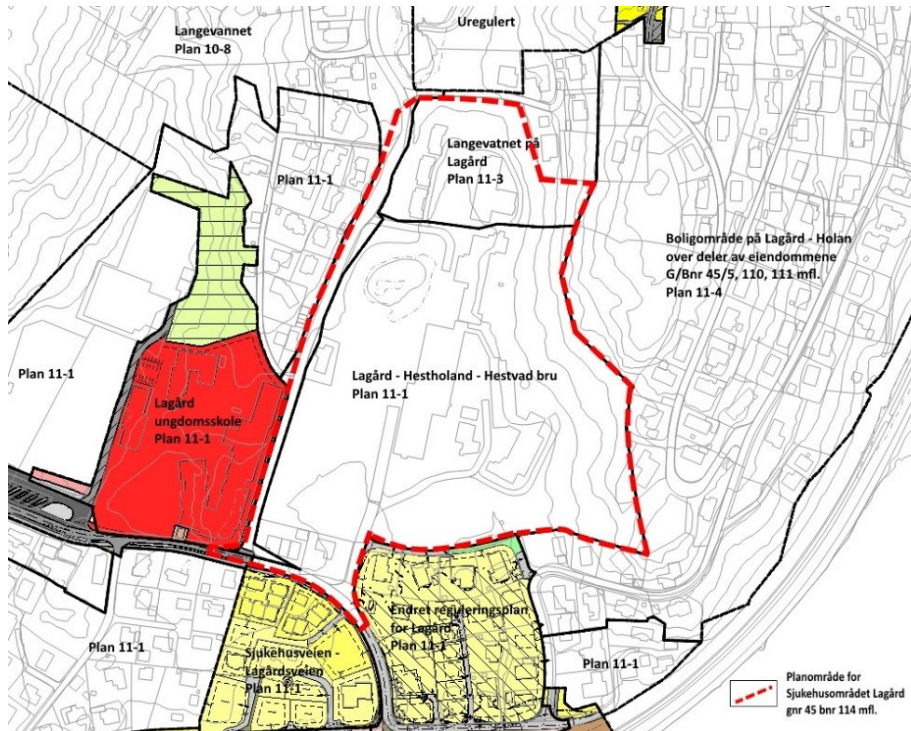 Uregulert
Langevannet
Plan 10-8
Langevatnet på
Lagård
Plan 11-3
Plan 11-1
Boligområde på Lagård - Holan
over deler av eiendommene
G/Bnr 45/5, 110, 111 mfl.
Plan 11-4
Plan 11-1
Lagård - Hestholand - Hestvad bru
Plan 11-1
Lagård
ungdomsskole
Plan 11-1
Endret reguleringsplan
for Lagård
Plan 11-1
Plan 11-1
Sjukehusveien -
Lagårdsveien
Plan 11-1
Plan 11-1
Planområde for
Sjukehusområdet Lagård
gnr 45 bnr 114 mfl.